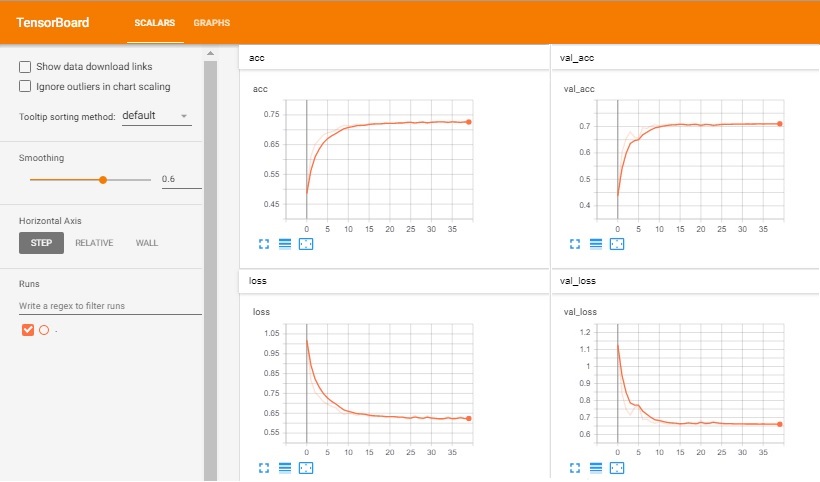 TensorBoard SCALARS GRAPHS
Show data download links
Ignore outliers in chart scaling
Tooltip sorting method: default
Smoothing
0.6
Horizontal Axis
STEP RELATIVE WALL
Runs
Write a regex to filter runs
.
acc
acc
0.75
0.65
0.55
0.45
0 5 10 15 20 25 30 35
val_acc
val_acc
0.7
0.6
0.5
0.4
0 5 10 15 20 25 30 35
loss
loss
1.05
0.95
0.85
0.75
0.65
0.55
0 5 10 15 20 25 30 35
val_loss
val_loss
1.2
1.1
1
0.9
0.8
0.7
0.6
0 5 10 15 20 25 30 35